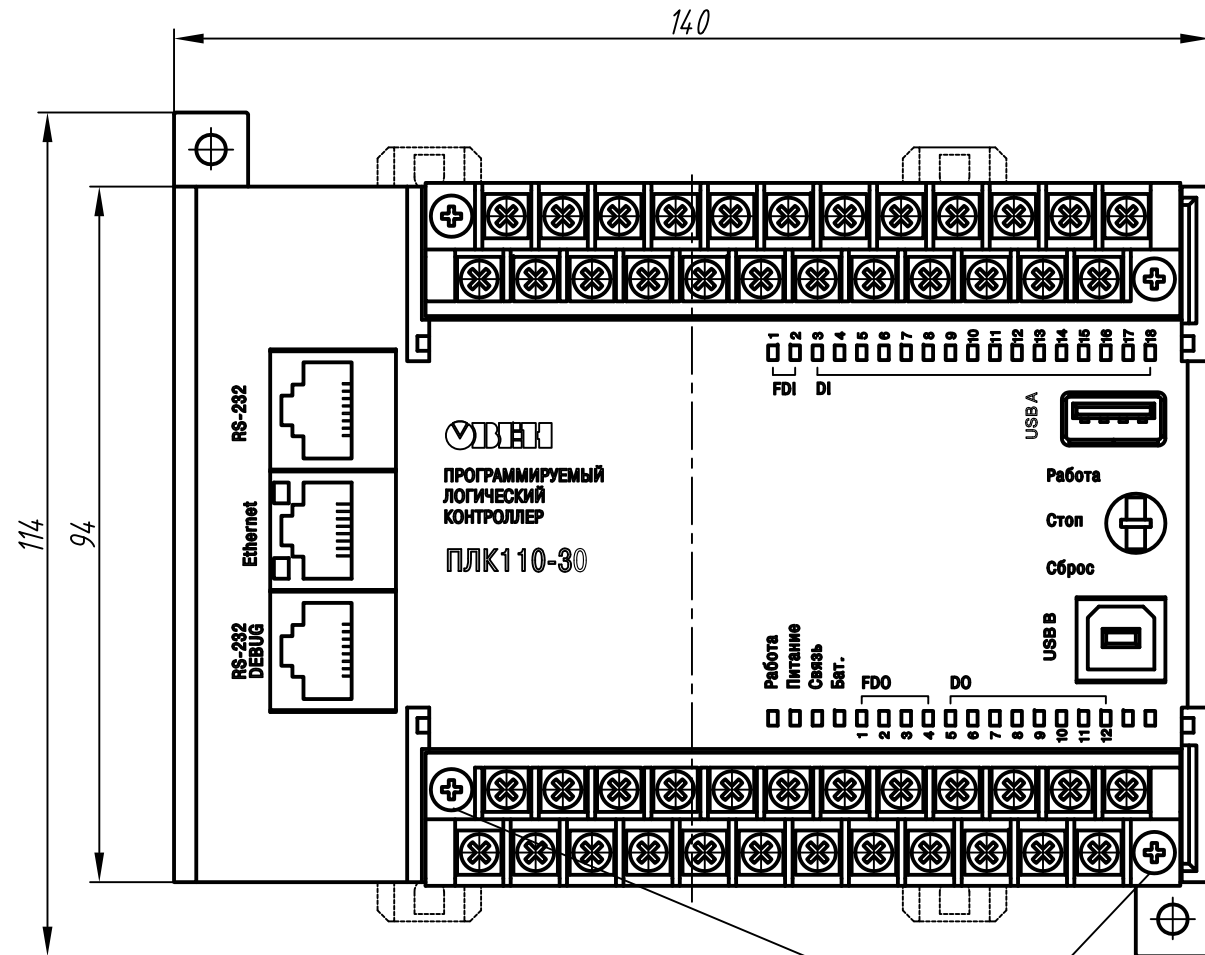 140
114
94
1 2 3 4 5 6 7 8 9 10 11 12 13 14 15 16 17 18
FDI DI
RS-232
Ethernet
RS-232
DEBUG
ОВЕН
ПРОГРАММИРУЕМЫЙ
ЛОГИЧЕСКИЙ
КОНТРОЛЛЕР
ПЛК110-30
USB A
Работа
Стоп
Сброс
USB B
Работа
Питание
Связь
Бат.
FDO DO
1 2 3 4 5 6 7 8 9 10 11 12